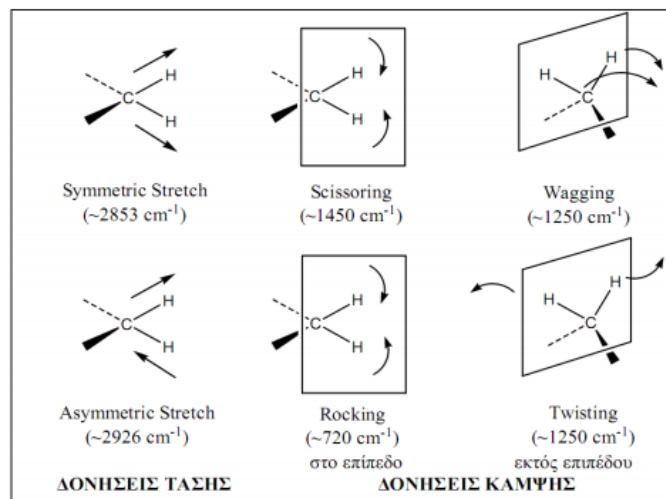 H
C
H
Symmetric Stretch
(~2853 cm⁻¹)
H
C
H
Scissoring
(~1450 cm⁻¹)
H
H
C
Wagging
(~1250 cm⁻¹)
H
C
H
Asymmetric Stretch
(~2926 cm⁻¹)
H
C
H
Rocking
(~720 cm⁻¹)
στο επίπεδο
H
H
C
Twisting
(~1250 cm⁻¹)
εκτός επιπέδου
ΔΟΝΗΣΕΙΣ ΤΑΣΗΣ
ΔΟΝΗΣΕΙΣ ΚΑΜΨΗΣ